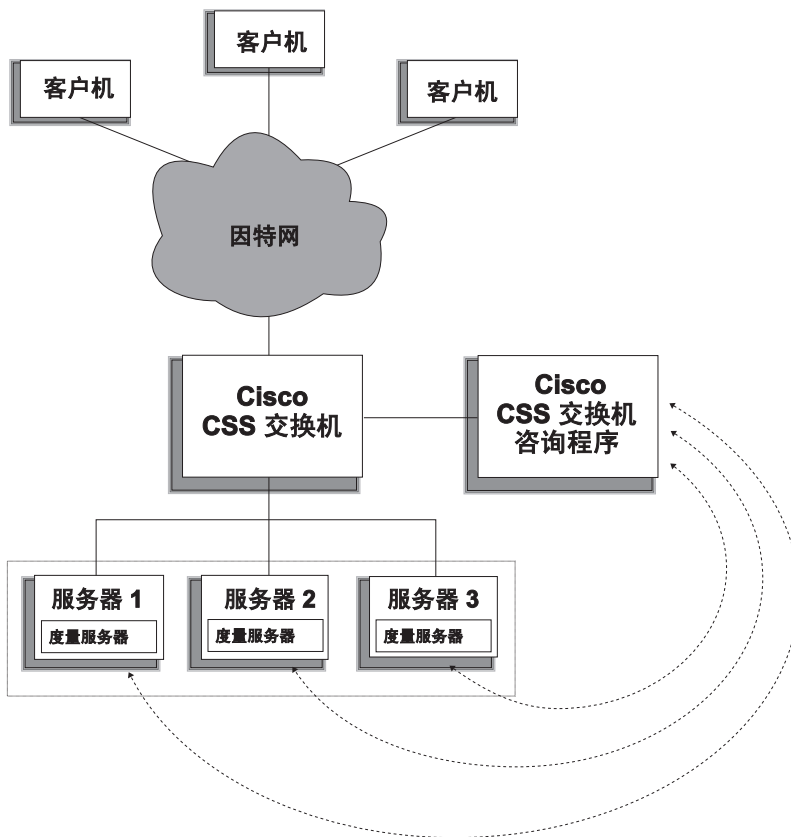 客户机
客户机
客户机
因特网
Cisco
CSS 交换机
Cisco
CSS 交换机
咨询程序
服务器 1
度量服务器
服务器 2
度量服务器
服务器 3
度量服务器